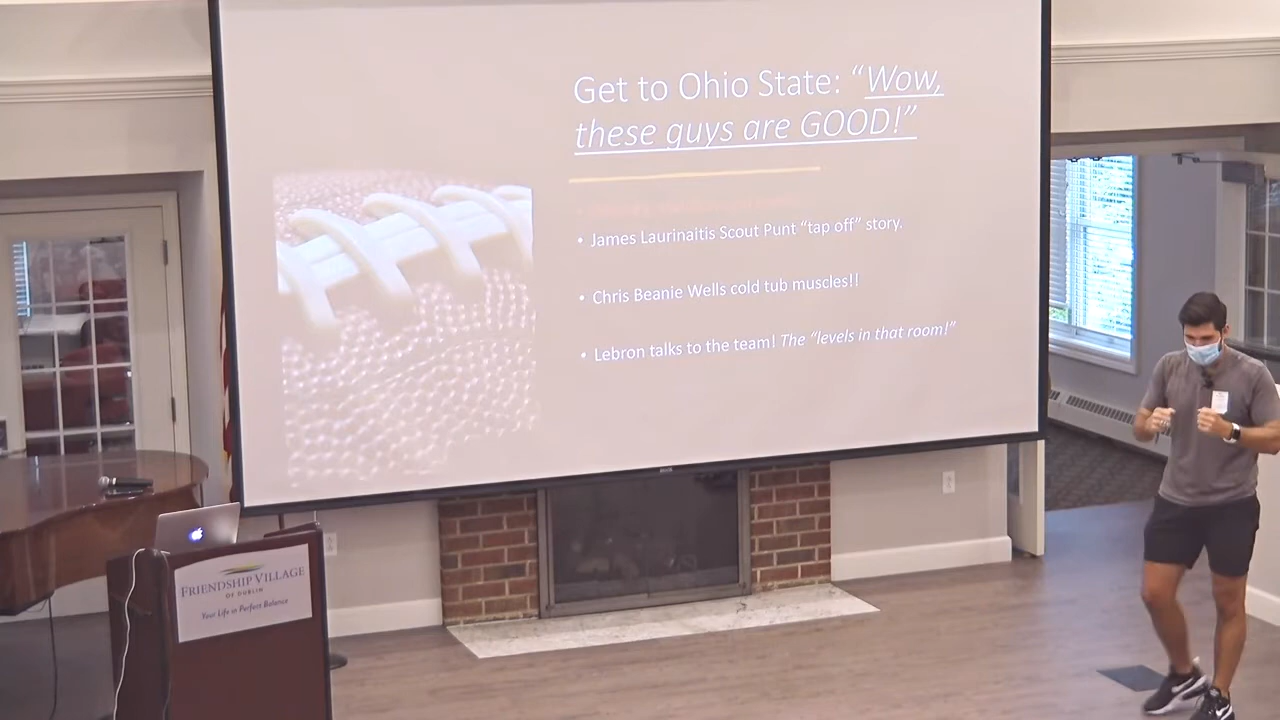 Get to Ohio State: “Wow,
these guys are GOOD!”
• James Laurinaitis Scout Punt “tap off” story.
• Chris Beanie Wells cold tub muscles!!
• Lebron talks to the team! The “levels in that room!”
FRIENDSHIP VILLAGE
OF DUBLIN
Your Life in Perfect Balance